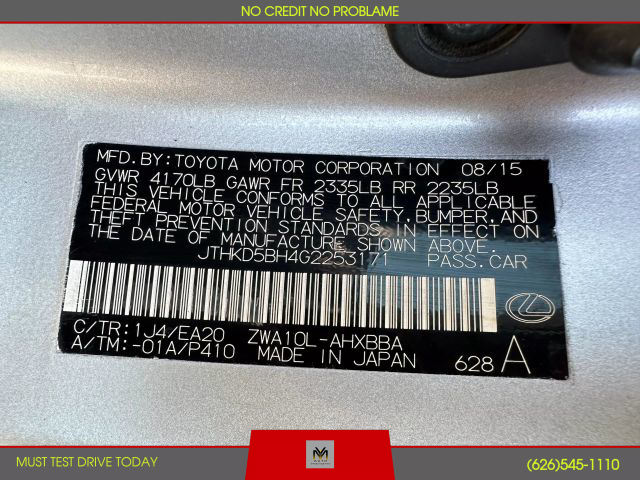 NO CREDIT NO PROBLAME
MFD.BY:TOYOTA MOTOR CORPORATION 08/15
GVWR 4170LB GAWR FR 2335LB RR 2235LB
THIS VEHICLE CONFORMS TO ALL APPLICABLE
FEDERAL MOTOR VEHICLE SAFETY,BUMPER,AND
THEFT PREVENTION STANDARDS IN EFFECT ON
THE DATE OF MANUFACTURE SHOWN ABOVE.
JTHKD5BH4G2253171 PASS.CAR
C/TR:1J4/EA20 ZWA10L-AHXBBA
A/TM:-01A/P410 MADE IN JAPAN 628 A
MUST TEST DRIVE TODAY
(626)545-1110